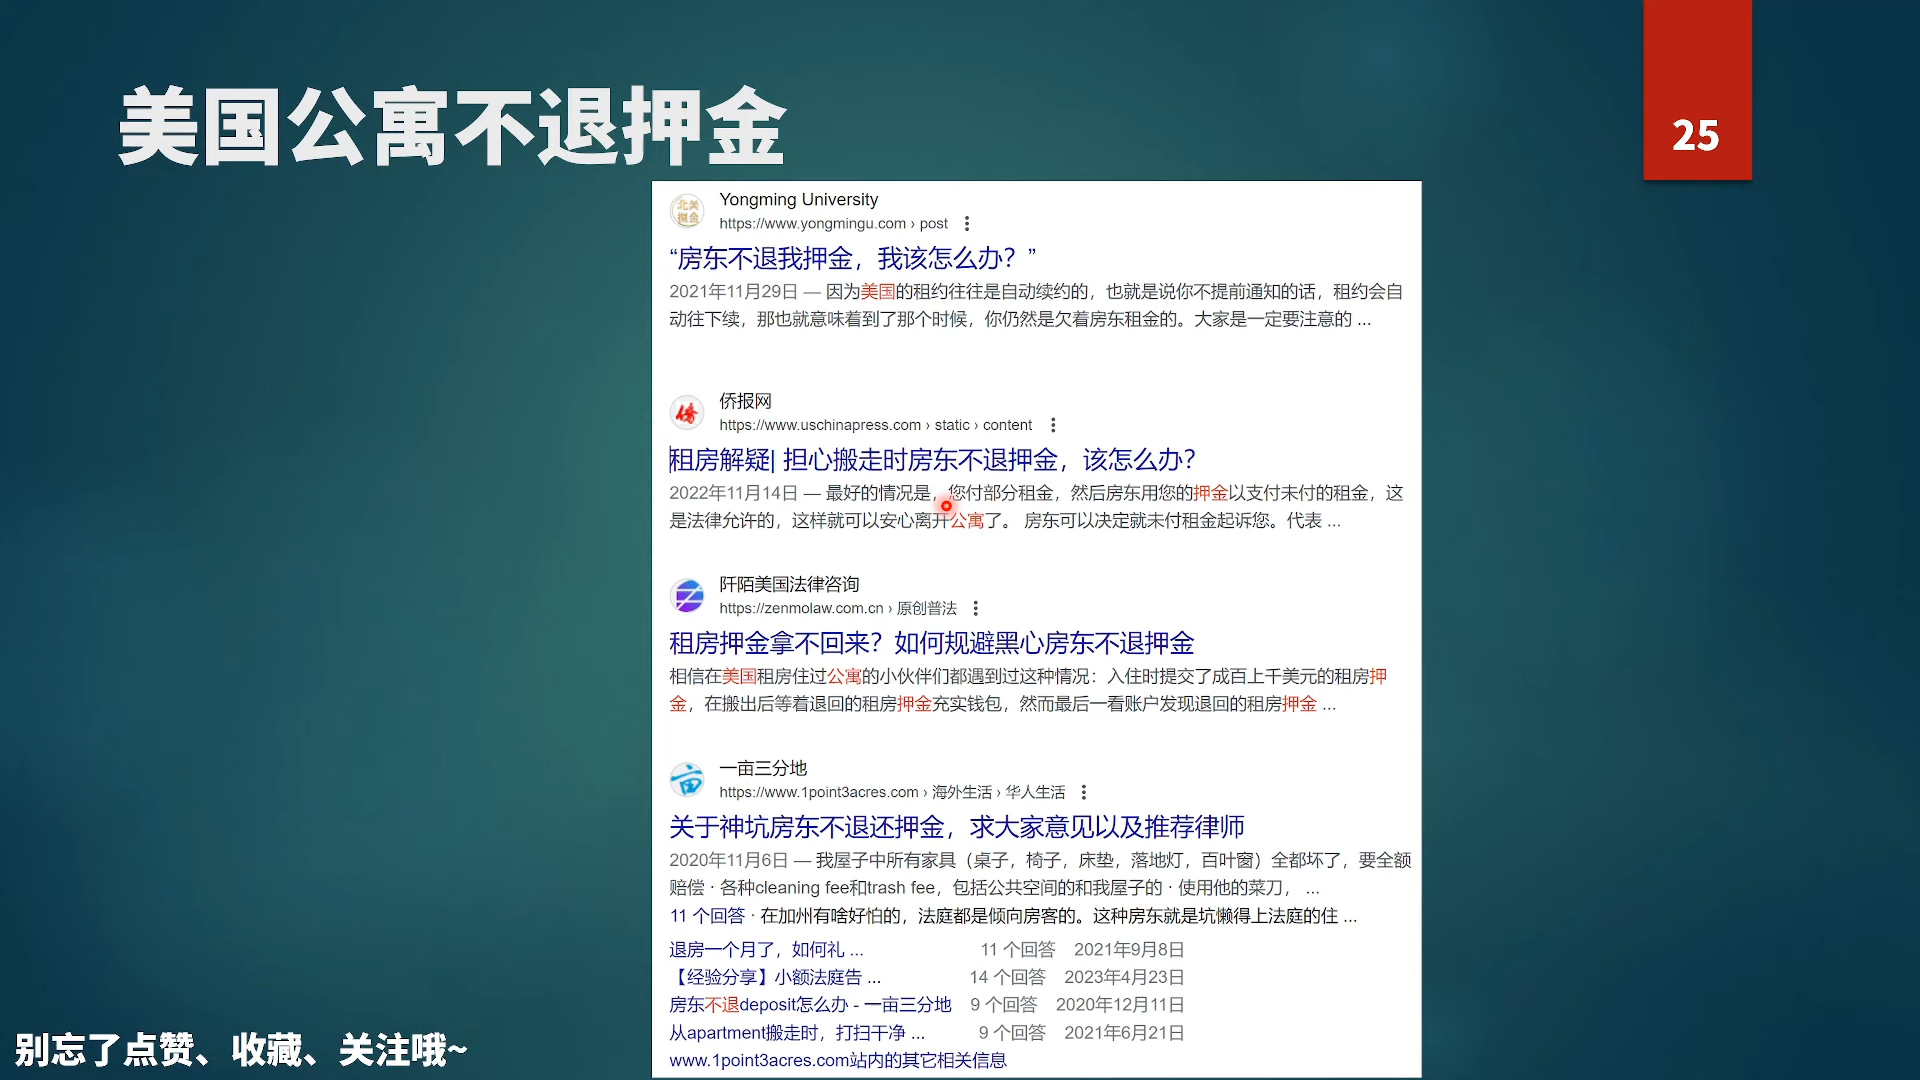 美国公寓不退押金
25
北美
押金
Yongming University
https://www.yongmingu.com › post
“房东不退我押金，我该怎么办？”
2021年11月29日 — 因为美国的租约往往是自动续约的，也就是说你不提前通知的话，租约会自
动往下续，那也就意味着到了那个时候，你仍然是欠着房东租金的。大家是一定要注意的 ...
侨
侨报网
https://www.uschinapress.com › static › content
租房解疑| 担心搬走时房东不退押金，该怎么办？
2022年11月14日 — 最好的情况是，您付部分租金，然后房东用您的押金以支付未付的租金，这
是法律允许的，这样就可以安心离开公寓了。 房东可以决定就未付租金起诉您。代表 ...
阡陌美国法律咨询
https://zenmolaw.com.cn › 原创普法
租房押金拿不回来？如何规避黑心房东不退押金
相信在美国租房住过公寓的小伙伴们都遇到过这种情况：入住时提交了成百上千美元的租房押
金，在搬出后等着退回的租房押金充实钱包，然而最后一看账户发现退回的租房押金 ...
亩
一亩三分地
https://www.1point3acres.com › 海外生活 › 华人生活
关于神坑房东不退还押金，求大家意见以及推荐律师
2020年11月6日 — 我屋子中所有家具（桌子，椅子，床垫，落地灯，百叶窗）全都坏了，要全额
赔偿 · 各种cleaning fee和trash fee，包括公共空间的和我屋子的 · 使用他的菜刀， ...
11 个回答 · 在加州有啥好怕的，法庭都是倾向房客的。这种房东就是坑懒得上法庭的住 ...
退房一个月了，如何礼 ... 11 个回答 2021年9月8日
【经验分享】小额法庭告 ... 14 个回答 2023年4月23日
房东不退deposit怎么办 - 一亩三分地 9 个回答 2020年12月11日
从apartment搬走时，打扫干净 ... 9 个回答 2021年6月21日
www.1point3acres.com站内的其它相关信息
别忘了点赞、收藏、关注哦~